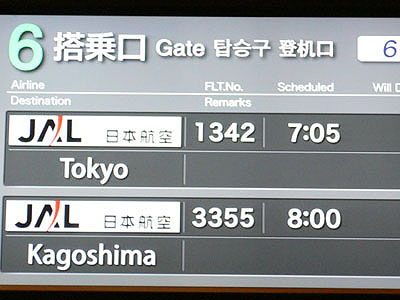 6 搭乗口 Gate 탑승구 登机口 6
Airline FLT.No. Scheduled Will D
Destination Remarks
JAL 日本航空 1342 7:05
Tokyo
JAL 日本航空 3355 8:00
Kagoshima